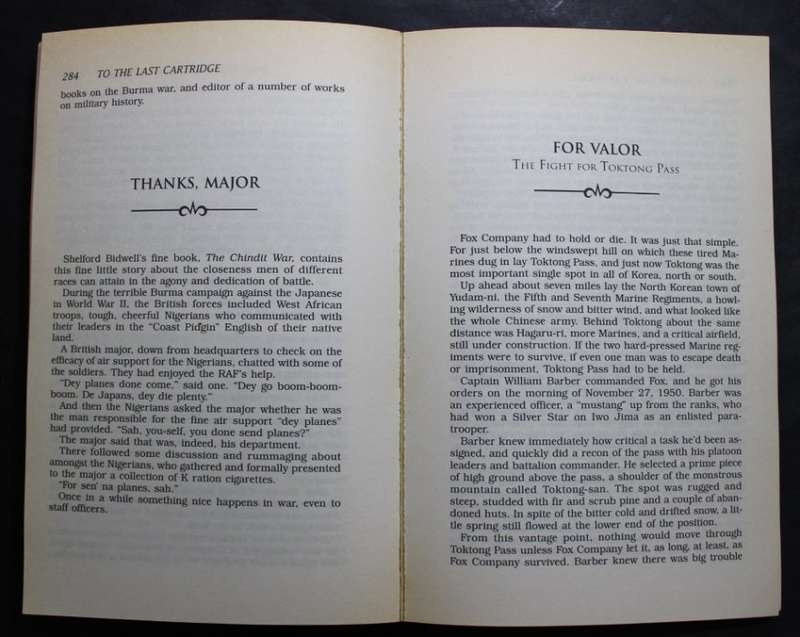 284 TO THE LAST CARTRIDGE
books on the Burma war, and editor of a number of works
on military history.
THANKS, MAJOR
Shelford Bidwell's fine book, The Chindit War, contains
this fine little story about the closeness men of different
races can attain in the agony and dedication of battle.
During the terrible Burma campaign against the Japanese
in World War II, the British forces included West African
troops, tough, cheerful Nigerians who communicated with
their leaders in the "Coast Pidgin" English of their native
land.
A British major, down from headquarters to check on the
efficacy of air support for the Nigerians, chatted with some of
the soldiers. They had enjoyed the RAF's help.
"Dey planes done come," said one. "Dey go boom-boom-
boom. De Japans, dey die plenty."
And then the Nigerians asked the major whether he was
the man responsible for the fine air support "dey planes"
had provided. "Sah, you-self, you done send planes?"
The major said that was, indeed, his department.
There followed some discussion and rummaging about
amongst the Nigerians, who gathered and formally presented
to the major a collection of K ration cigarettes.
"For sen' na planes, sah."
Once in a while something nice happens in war, even to
staff officers.
FOR VALOR
THE FIGHT FOR TOKTONG PASS
Fox Company had to hold or die. It was just that simple.
For just below the windswept hill on which these tired Ma-
rines dug in lay Toktong Pass, and just now Toktong was the
most important single spot in all of Korea, north or south.
Up ahead about seven miles lay the North Korean town of
Yudam-ni, the Fifth and Seventh Marine Regiments, a howl-
ing wilderness of snow and bitter wind, and what looked like
the whole Chinese army. Behind Toktong about the same
distance was Hagaru-ri, more Marines, and a critical airfield,
still under construction. If the two hard-pressed Marine reg-
iments were to survive, if even one man was to escape death
or imprisonment, Toktong Pass had to be held.
Captain William Barber commanded Fox, and he got his
orders on the morning of November 27, 1950. Barber was
an experienced officer, a "mustang" up from the ranks, who
had won a Silver Star on Iwo Jima as an enlisted para-
trooper.
Barber knew immediately how critical a task he'd been as-
signed, and quickly did a recon of the pass with his platoon
leaders and battalion commander. He selected a prime piece
of high ground above the pass, a shoulder of the monstrous
mountain called Toktong-san. The spot was rugged and
steep, studded with fir and scrub pine and a couple of aban-
doned huts. In spite of the bitter cold and drifted snow, a lit-
tle spring still flowed at the lower end of the position.
From this vantage point, nothing would move through
Toktong Pass unless Fox Company let it, as long, at least, as
Fox Company survived. Barber knew there was big trouble